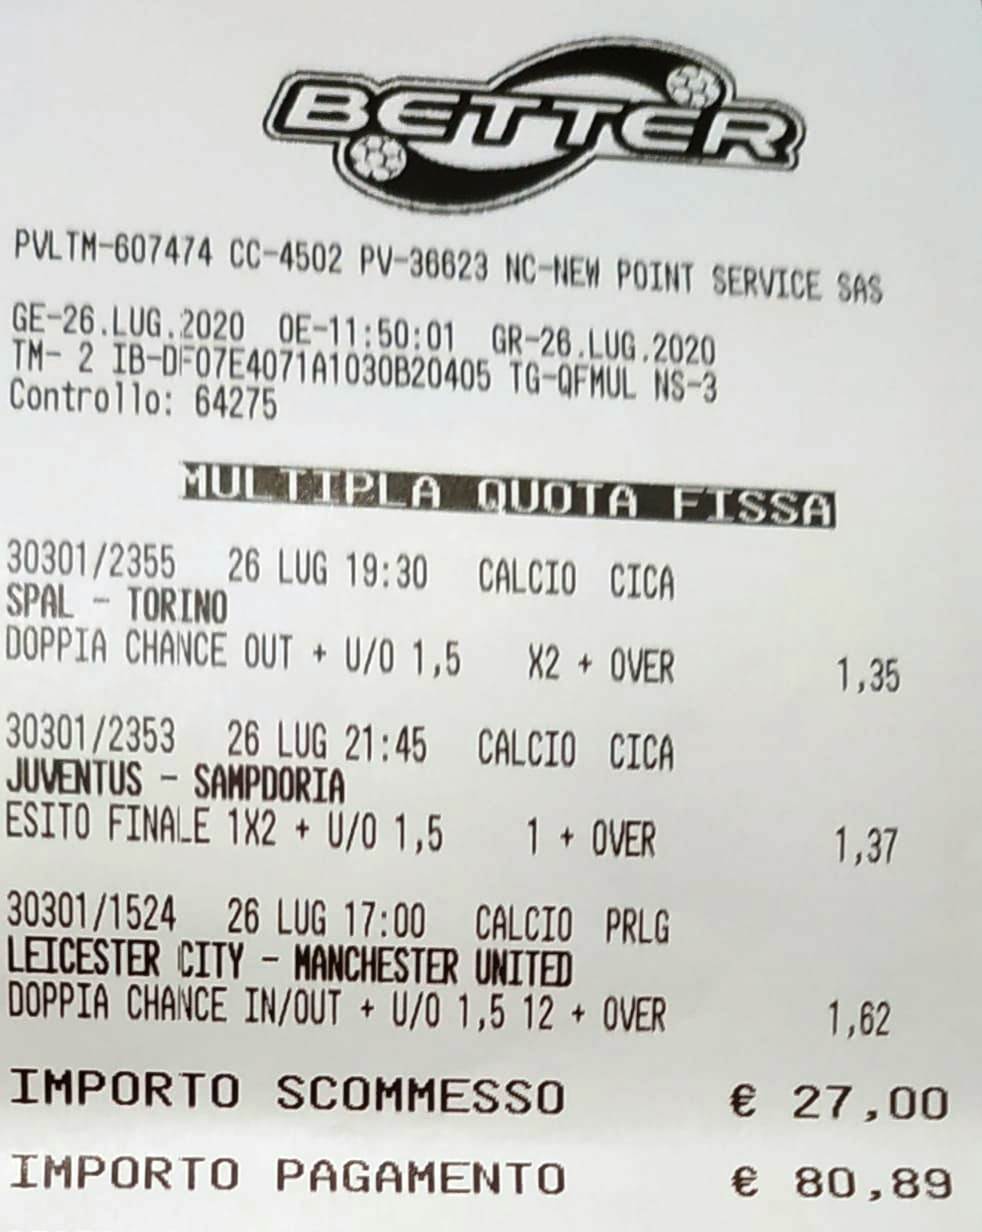 BETTER
PVLTM-607474 CC-4502 PV-36623 NC-NEW POINT SERVICE SAS
GE-26.LUG.2020 OE-11:50:01 GR-26.LUG.2020
TM- 2 IB-DF07E4071A1030B20405 TG-QFMUL NS-3
Controllo: 64275
MULTIPLA QUOTA FISSA
30301/2355 26 LUG 19:30 CALCIO CICA
SPAL - TORINO
DOPPIA CHANCE OUT + U/O 1,5 X2 + OVER 1,35
30301/2353 26 LUG 21:45 CALCIO CICA
JUVENTUS - SAMPDORIA
ESITO FINALE 1X2 + U/O 1,5 1 + OVER 1,37
30301/1524 26 LUG 17:00 CALCIO PRLG
LEICESTER CITY - MANCHESTER UNITED
DOPPIA CHANCE IN/OUT + U/O 1,5 12 + OVER 1,62
IMPORTO SCOMMESSO € 27,00
IMPORTO PAGAMENTO € 80,89